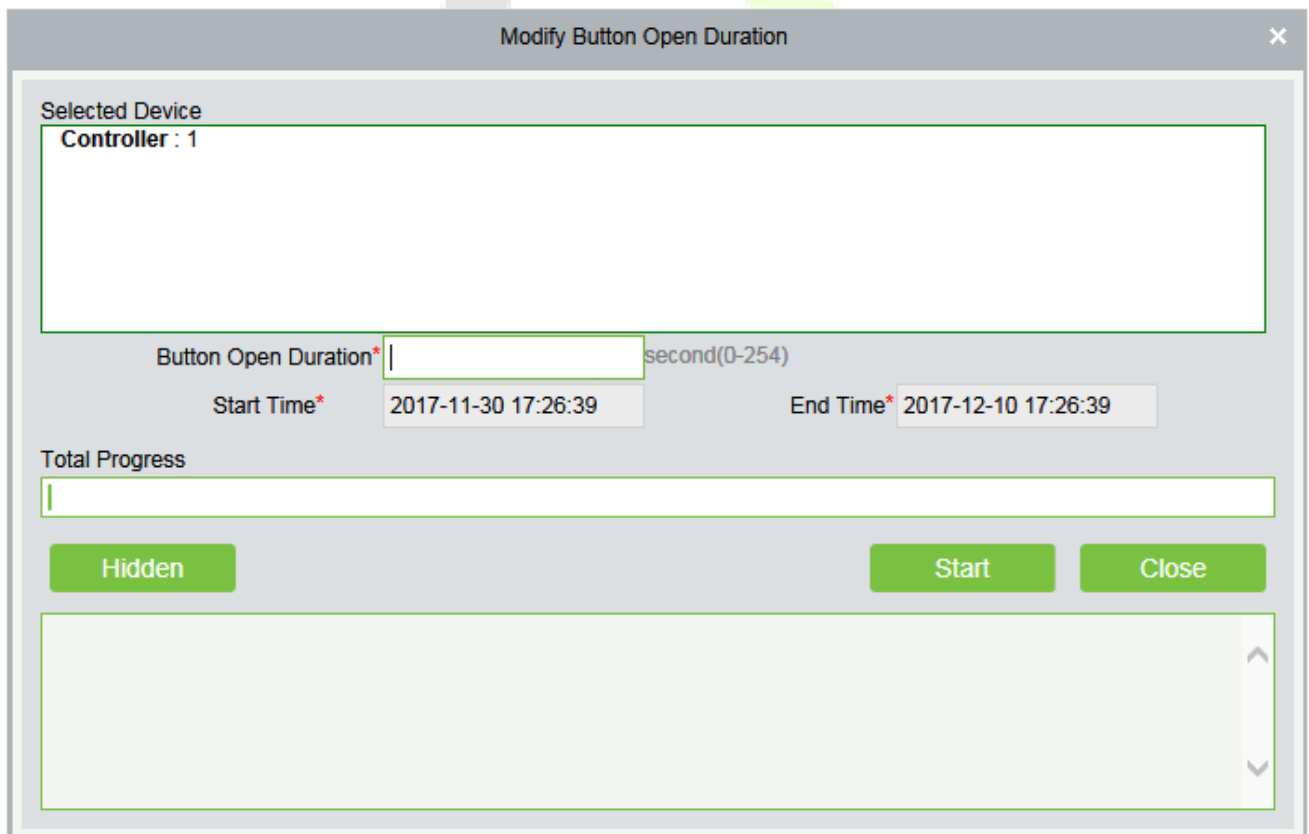 Modify Button Open Duration ×
Selected Device
Controller : 1
Button Open Duration* second(0-254)
Start Time* 2017-11-30 17:26:39 End Time* 2017-12-10 17:26:39
Total Progress
Hidden Start Close